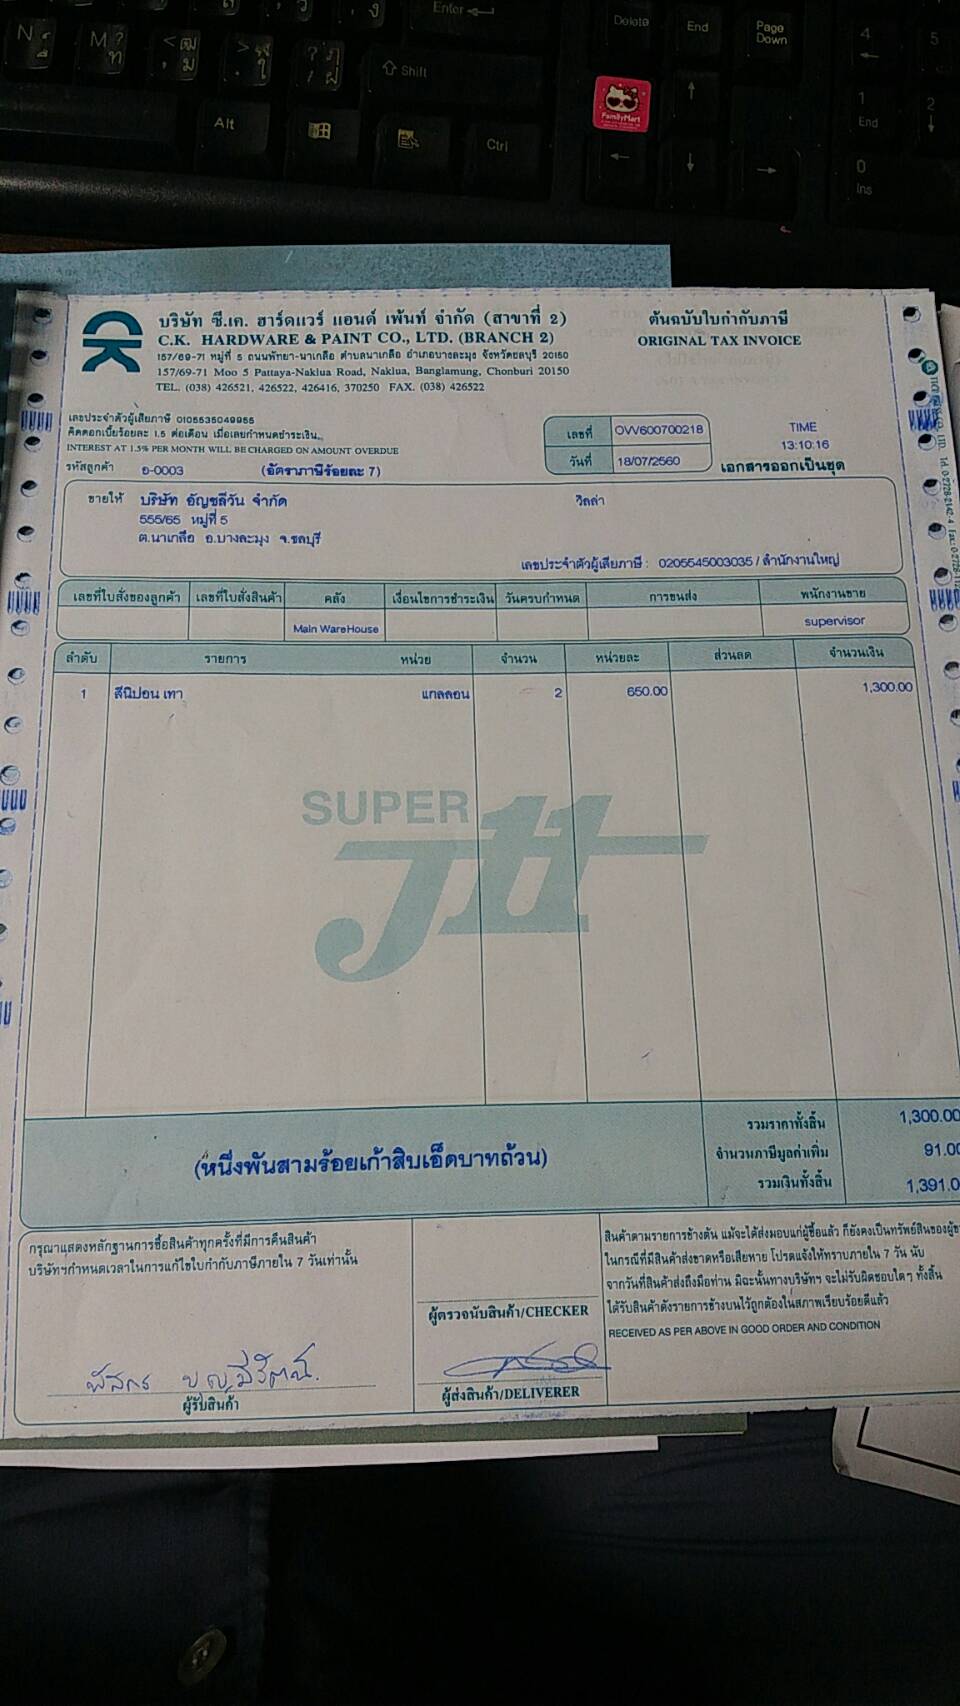 Enter
Delete
End
Page Down
4
5
Shift
Alt
Ctrl
FamilyMart
1
End
2
0
Ins
บริษัท ซี.เค. ฮาร์ดแวร์ แอนด์ เพ้นท์ จำกัด (สาขาที่ 2)
C.K. HARDWARE & PAINT CO., LTD. (BRANCH 2)
157/69-71 หมู่ที่ 5 ถนนพัทยา-นาเกลือ ตำบลนาเกลือ อำเภอบางละมุง จังหวัดชลบุรี 20150
157/69-71 Moo 5 Pattaya-Naklua Road, Naklua, Banglamung, Chonburi 20150
TEL. (038) 426521, 426522, 426416, 370250 FAX. (038) 426522
ต้นฉบับใบกำกับภาษี
ORIGINAL TAX INVOICE
เลขประจำตัวผู้เสียภาษี 0105535049955
คิดดอกเบี้ยร้อยละ 1.5 ต่อเดือน เมื่อเลยกำหนดชำระเงิน
INTEREST AT 1.5% PER MONTH WILL BE CHARGED ON AMOUNT OVERDUE
รหัสลูกค้า อ-0003 (อัตราภาษีร้อยละ 7)
เลขที่ OVV600700218
วันที่ 18/07/2560
TIME
13:10:16
เอกสารออกเป็นชุด
ขายให้ บริษัท อัญชลีวัน จำกัด วิลล่า
555/65 หมู่ที่ 5
ต.นาเกลือ อ.บางละมุง จ.ชลบุรี
เลขประจำตัวผู้เสียภาษี : 0205545003035 / สำนักงานใหญ่
เลขที่ใบสั่งของลูกค้า เลขที่ใบสั่งสินค้า คลัง เงื่อนไขการชำระเงิน วันครบกำหนด การขนส่ง พนักงานขาย
Main WareHouse supervisor
ลำดับ รายการ หน่วย จำนวน หน่วยละ ส่วนลด จำนวนเงิน
1 สีนิปอน เทา แกลลอน 2 650.00 1,300.00
SUPER
Jtt
รวมราคาทั้งสิ้น 1,300.00
จำนวนภาษีมูลค่าเพิ่ม 91.00
รวมเงินทั้งสิ้น 1,391.0
(หนึ่งพันสามร้อยเก้าสิบเอ็ดบาทถ้วน)
กรุณาแสดงหลักฐานการซื้อสินค้าทุกครั้งที่มีการคืนสินค้า
บริษัทฯกำหนดเวลาในการแก้ไขใบกำกับภาษีภายใน 7 วันเท่านั้น
ผู้รับสินค้า
ผู้ตรวจนับสินค้า/CHECKER
ผู้ส่งสินค้า/DELIVERER
สินค้าตามรายการข้างต้น แม้จะได้ส่งมอบแก่ผู้ซื้อแล้ว ก็ยังคงเป็นทรัพย์สินของผู้ข
ในกรณีที่มีสินค้าส่งขาดหรือเสียหาย โปรดแจ้งให้ทราบภายใน 7 วัน นับ
จากวันที่สินค้าส่งถึงมือท่าน มิฉะนั้นทางบริษัทฯ จะไม่รับผิดชอบใดๆ ทั้งสิ้น
ได้รับสินค้าดังรายการข้างบนไว้ถูกต้องในสภาพเรียบร้อยดีแล้ว
RECEIVED AS PER ABOVE IN GOOD ORDER AND CONDITION